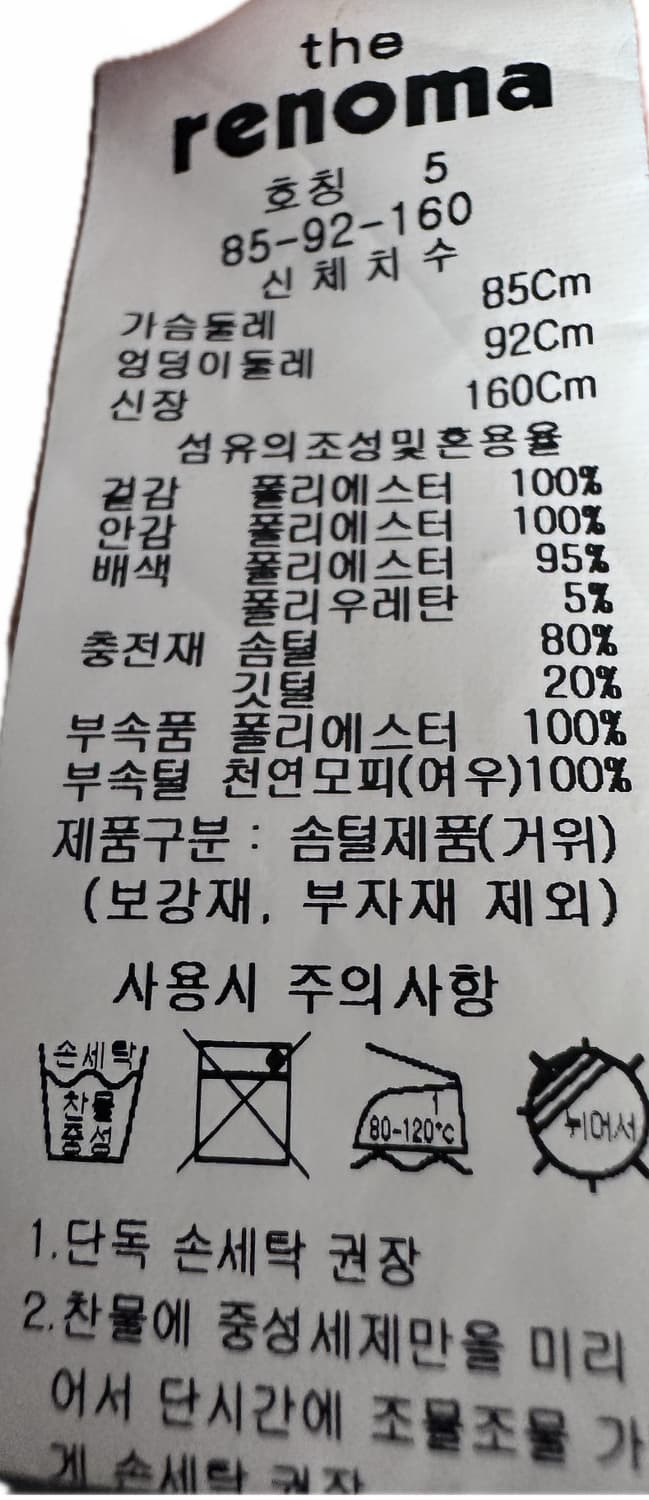 the
renoma
호칭 5
85-92-160
신체치수
가슴둘레 85Cm
엉덩이둘레 92Cm
신장 160Cm
섬유의조성및혼용율
겉감 폴리에스터 100%
안감 폴리에스터 100%
배색 폴리에스터 95%
폴리우레탄 5%
충전재 솜털 80%
깃털 20%
부속품 폴리에스터 100%
부속털 천연모피(여우)100%
제품구분 : 솜털제품(거위)
(보강재, 부자재 제외)
사용시 주의사항
손세탁
찬물
중성
80-120℃
뉘어서
1.단독 손세탁 권장
2.찬물에 중성세제만을 미리
어서 단시간에 조물조물 가
게 손세탁 권장